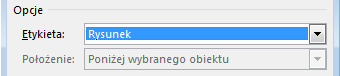 Opcje
Etykieta: Rysunek
Położenie: Poniżej wybranego obiektu